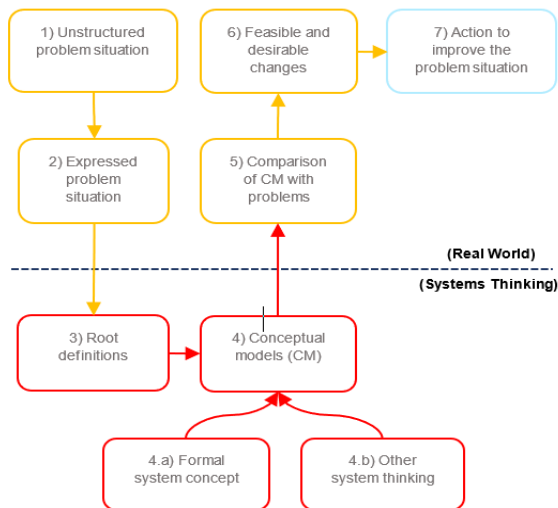 1) Unstructured
problem situation
6) Feasible and
desirable
changes
7) Action to
improve the
problem situation
2) Expressed
problem
situation
5) Comparison
of CM with
problems
(Real World)
(Systems Thinking)
3) Root
definitions
4) Conceptual
models (CM)
4.a) Formal
system concept
4.b) Other
system thinking